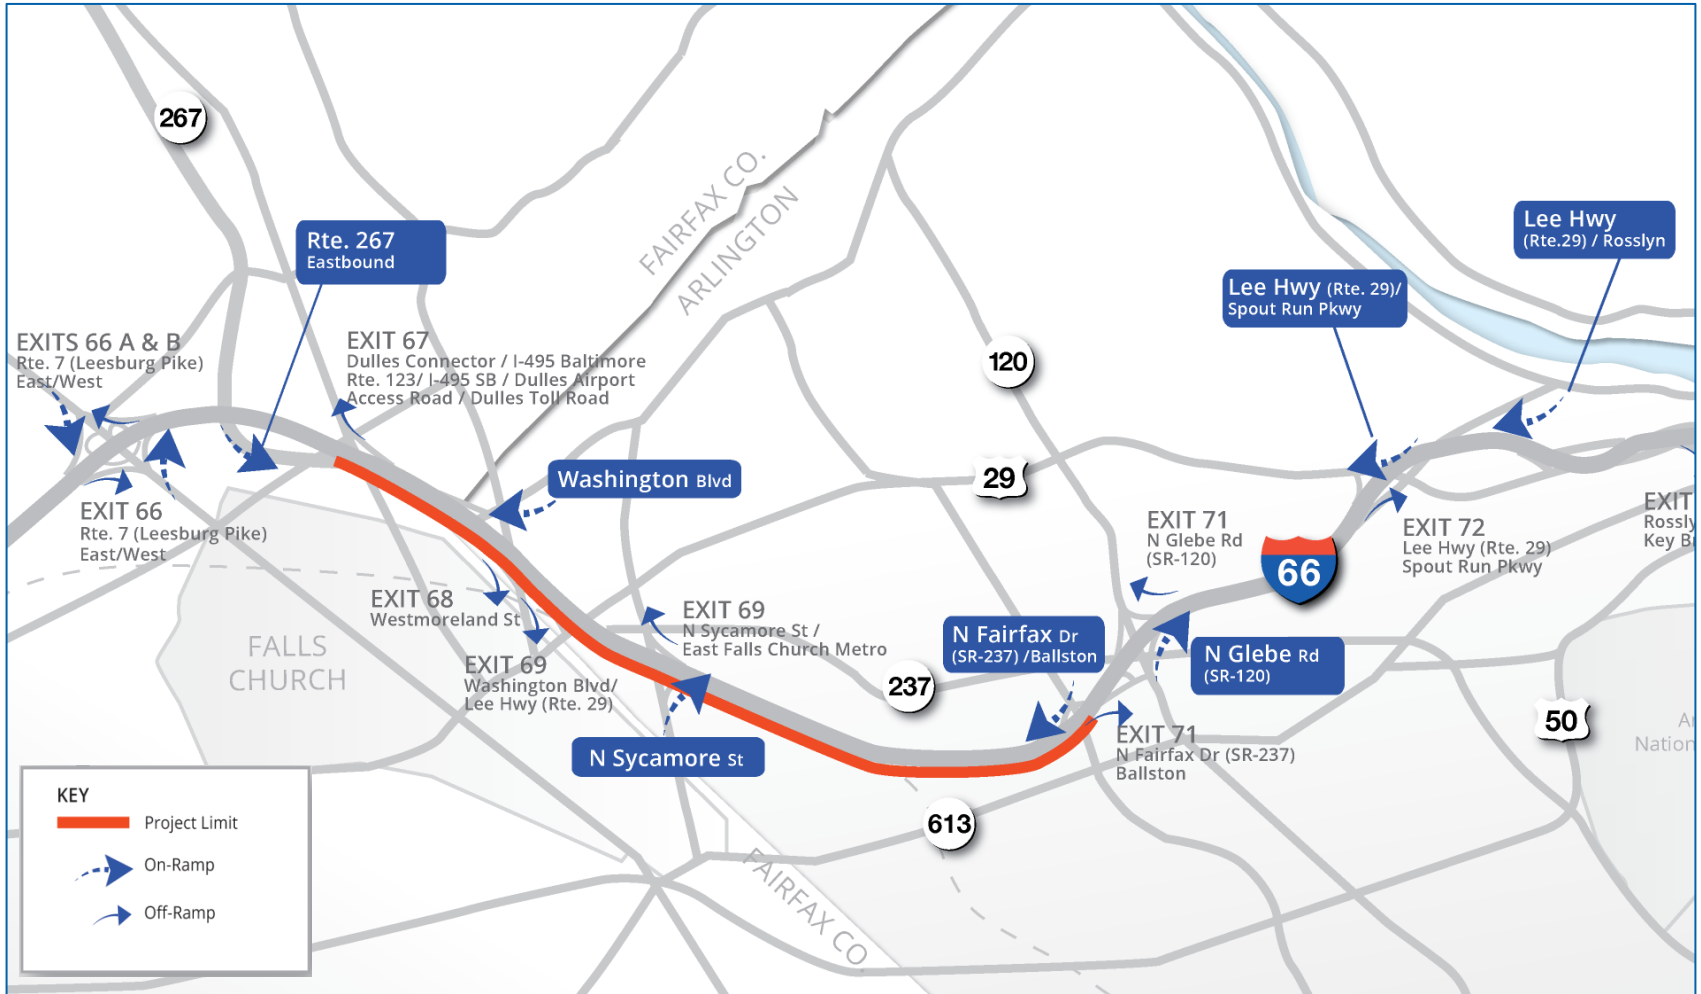 267
Rte. 267
Eastbound
FAIRFAX CO.
ARLINGTON
Lee Hwy
(Rte.29) / Rosslyn
Lee Hwy (Rte. 29)/
Spout Run Pkwy
EXITS 66 A & B
Rte. 7 (Leesburg Pike)
East/West
EXIT 67
Dulles Connector / I-495 Baltimore
Rte. 123/ I-495 SB / Dulles Airport
Access Road / Dulles Toll Road
120
29
Washington Blvd
EXIT 66
Rte. 7 (Leesburg Pike)
East/West
EXIT 71
N Glebe Rd
(SR-120)
EXIT 72
Lee Hwy (Rte. 29)
Spout Run Pkwy
EXIT
Rossly
Key B
66
EXIT 68
Westmoreland St
EXIT 69
N Sycamore St /
East Falls Church Metro
N Fairfax Dr
(SR-237) /Ballston
N Glebe Rd
(SR-120)
FALLS
CHURCH
EXIT 69
Washington Blvd/
Lee Hwy (Rte. 29)
237
50
N Sycamore St
EXIT 71
N Fairfax Dr (SR-237)
Ballston
Nation
KEY
Project Limit
On-Ramp
Off-Ramp
613
FAIRFAX CO.